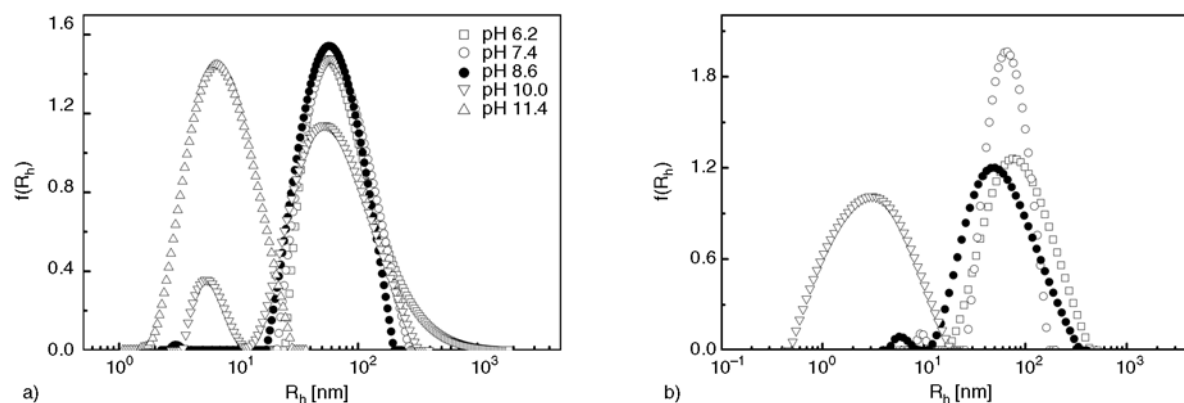 1.6
1.2
1.2
0.4
0.0
f(Rh)
pH 6.2
pH 7.4
pH 8.6
pH 10.0
pH 11.4
10⁰ 10¹ 10² 10³
a) Rh [nm]
1.8
1.2
0.6
0.0
f(Rh)
10⁻¹ 10⁰ 10¹ 10² 10³
b) Rh [nm]